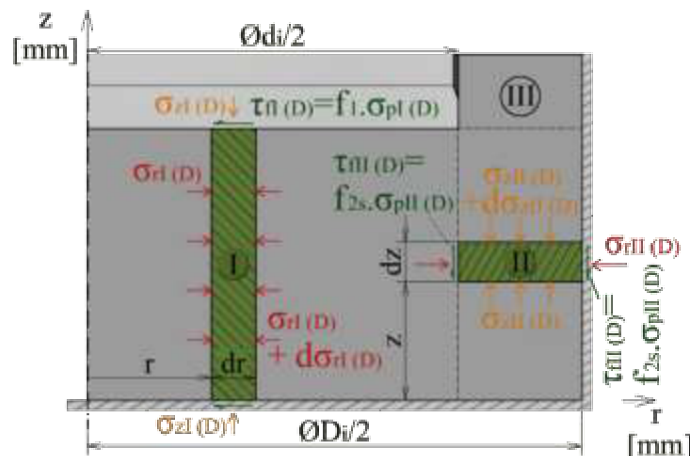 z
[mm]
Ødi/2
σzI (D)↓ τfI (D)=f1.σpI (D)
III
σrI (D)
τfII (D)=
f2s.σpII (D)
σzII (D)
+ dσzII (D)
I
dz
II
σrII (D)
σzII (D)
σrI (D)
+ dσrI (D)
z
τfII (D)=
f2s.σpII (D)
r
dr
σzI (D)↑
ØDi/2
r
[mm]